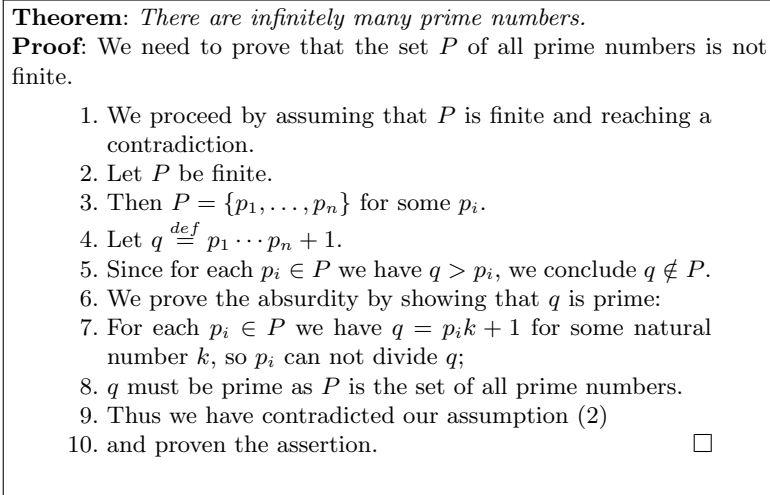 Theorem: There are infinitely many prime numbers.
Proof: We need to prove that the set P of all prime numbers is not
finite.
1. We proceed by assuming that P is finite and reaching a
contradiction.
2. Let P be finite.
3. Then P = {p₁, . . . , pₙ} for some pᵢ.
4. Let q ≝ p₁ ⋯ pₙ + 1.
5. Since for each pᵢ ∈ P we have q > pᵢ, we conclude q ∉ P.
6. We prove the absurdity by showing that q is prime:
7. For each pᵢ ∈ P we have q = pᵢk + 1 for some natural
number k, so pᵢ can not divide q;
8. q must be prime as P is the set of all prime numbers.
9. Thus we have contradicted our assumption (2)
10. and proven the assertion. □